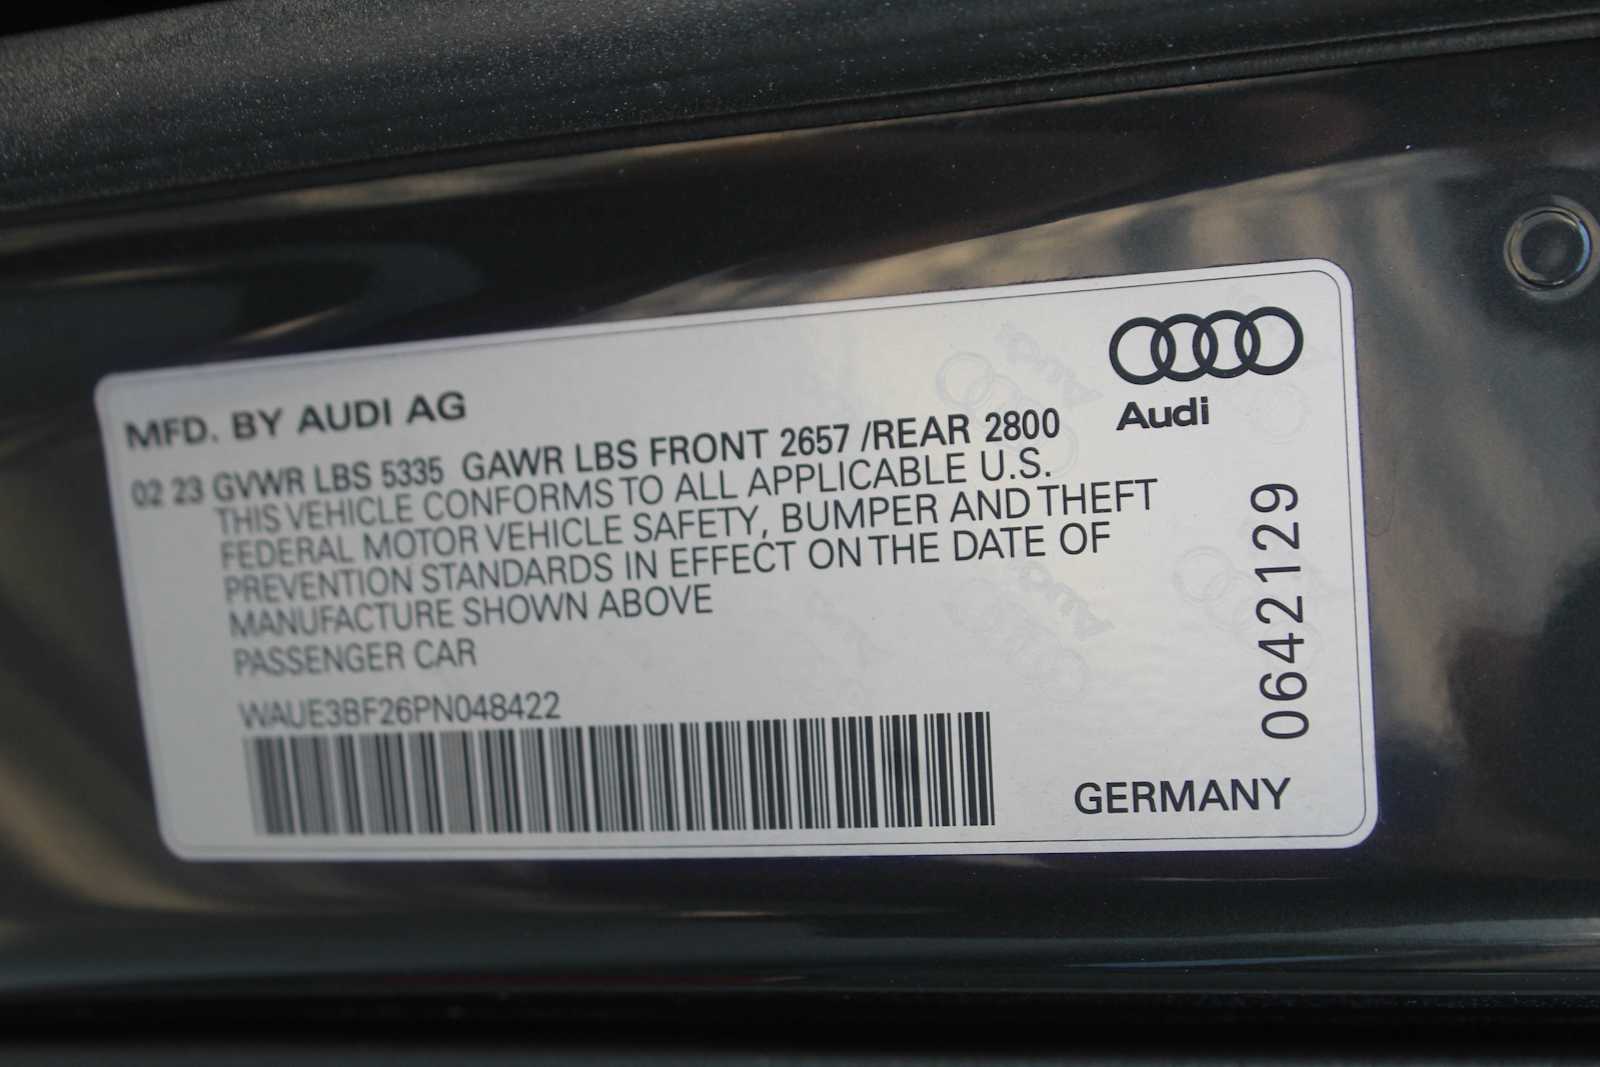 MFD. BY AUDI AG
02 23 GVWR LBS 5335 GAWR LBS FRONT 2657 /REAR 2800
THIS VEHICLE CONFORMS TO ALL APPLICABLE U.S.
FEDERAL MOTOR VEHICLE SAFETY, BUMPER AND THEFT
PREVENTION STANDARDS IN EFFECT ON THE DATE OF
MANUFACTURE SHOWN ABOVE
PASSENGER CAR
WAUE3BF26PN048422
Audi
0642129
GERMANY